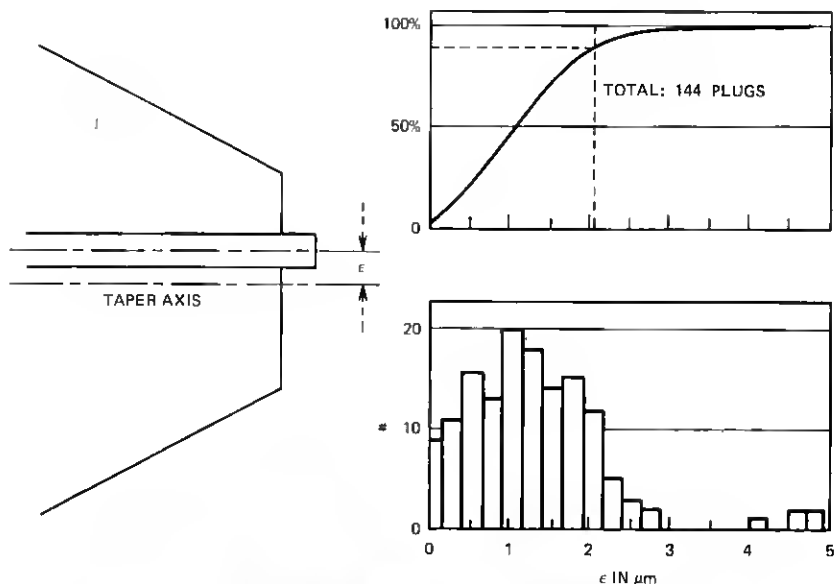 100%
TOTAL: 144 PLUGS
50%
0
ϵ
TAPER AXIS
20
10
0
#
0 1 2 3 4 5
ϵ IN μm